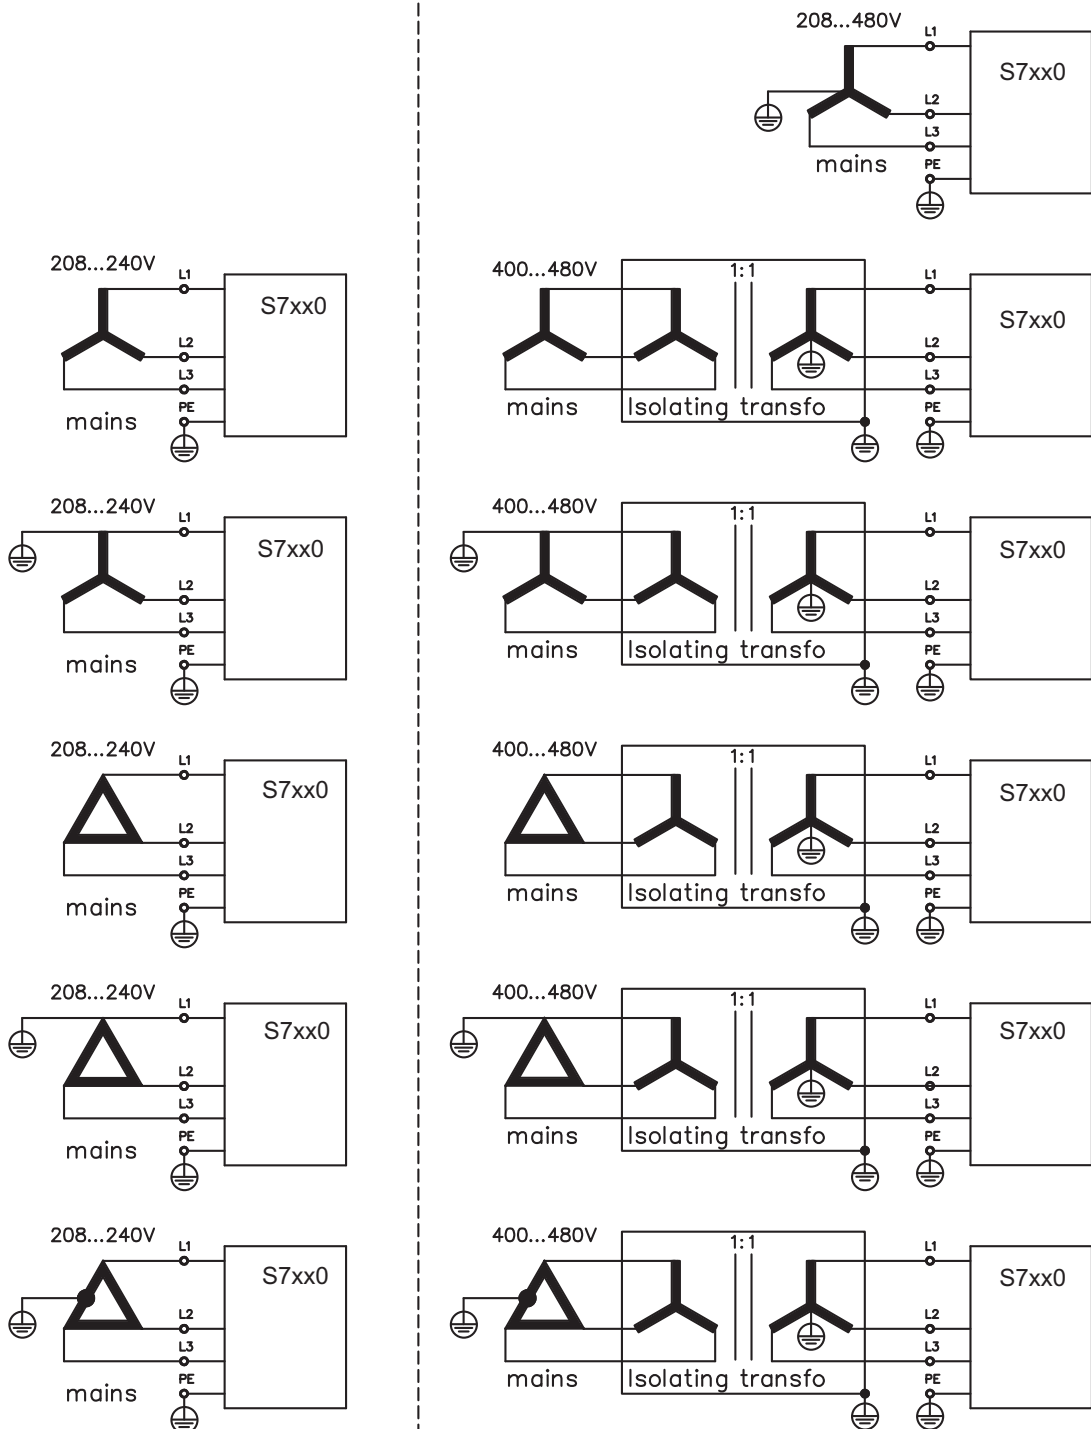 208...480V
L1
S7xx0
L2
L3
mains
PE
208...240V
L1
S7xx0
L2
L3
PE
mains
400...480V
1:1
L1
S7xx0
L2
L3
PE
mains
Isolating transfo
208...240V
L1
S7xx0
L2
L3
PE
mains
400...480V
1:1
L1
S7xx0
L2
L3
PE
mains
Isolating transfo
208...240V
L1
S7xx0
L2
L3
PE
mains
400...480V
1:1
L1
S7xx0
L2
L3
PE
mains
Isolating transfo
208...240V
L1
S7xx0
L2
L3
PE
mains
400...480V
1:1
L1
S7xx0
L2
L3
PE
mains
Isolating transfo
208...240V
L1
S7xx0
L2
L3
PE
mains
400...480V
1:1
L1
S7xx0
L2
L3
PE
mains
Isolating transfo